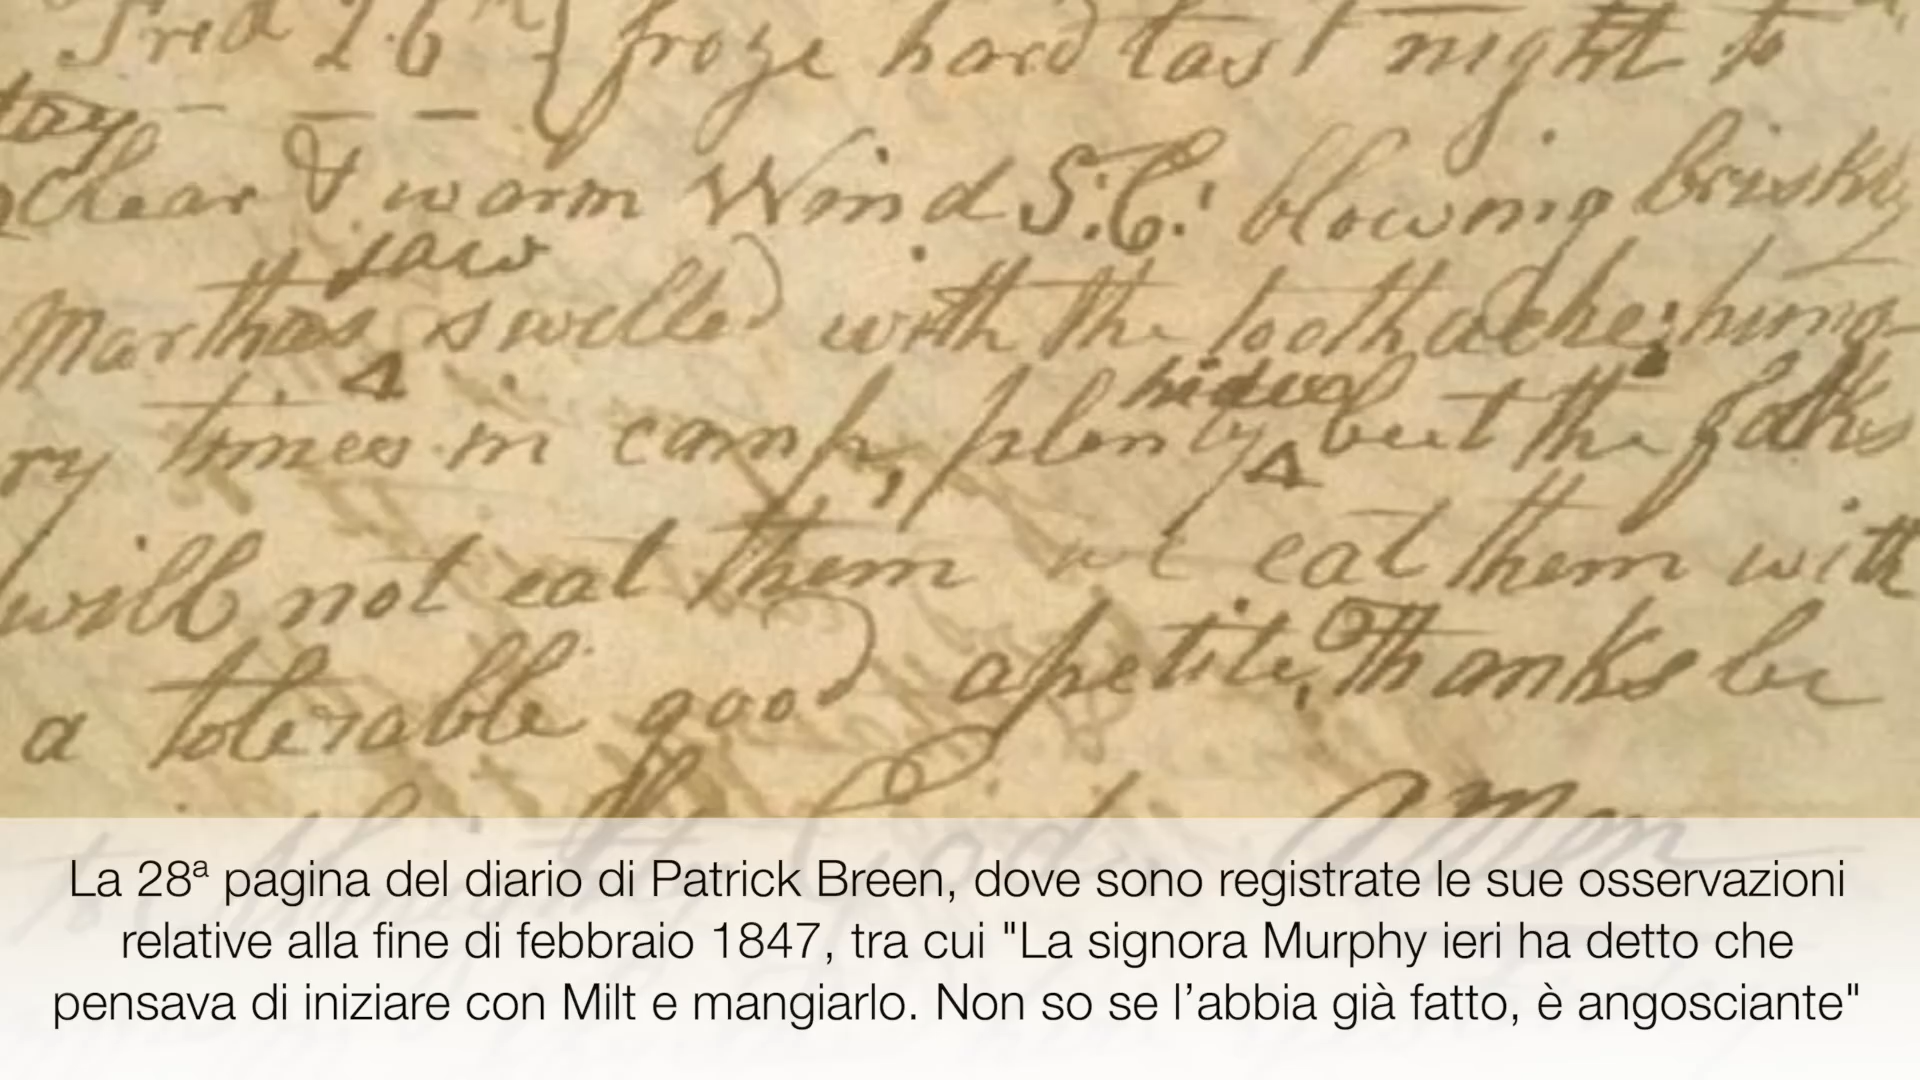 Frid 26th { froze hard last night to
day
Clear & warm Wind S.E. blowing briskly
jaw
Marthas swelled with the toothache; hung-
hides
ry times in camp, plenty but the folks
will not eat them we eat them with
a tolerable good apetite, Thanks be
to Almighty God Amen
La 28ª pagina del diario di Patrick Breen, dove sono registrate le sue osservazioni
relative alla fine di febbraio 1847, tra cui "La signora Murphy ieri ha detto che
pensava di iniziare con Milt e mangiarlo. Non so se l’abbia già fatto, è angosciante"